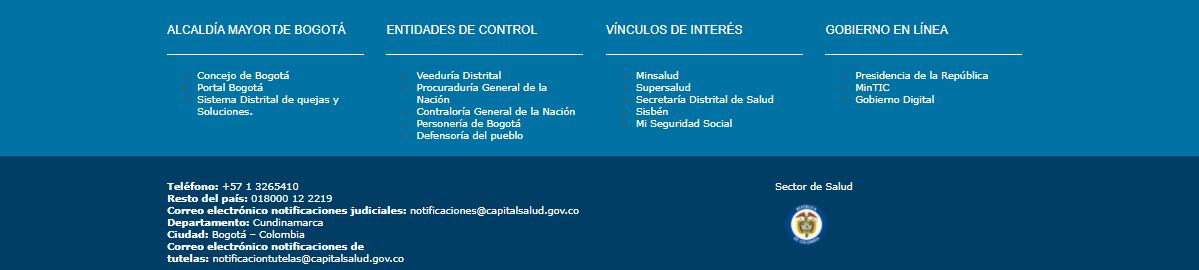 ALCALDÍA MAYOR DE BOGOTÁ
Concejo de Bogotá
Portal Bogotá
Sistema Distrital de quejas y
Soluciones.
ENTIDADES DE CONTROL
Veeduría Distrital
Procuraduría General de la
Nación
Contraloría General de la Nación
Personería de Bogotá
Defensoría del pueblo
VÍNCULOS DE INTERÉS
Minsalud
Supersalud
Secretaría Distrital de Salud
Sisbén
Mi Seguridad Social
GOBIERNO EN LÍNEA
Presidencia de la República
MinTIC
Gobierno Digital
Teléfono: +57 1 3265410
Resto del país: 018000 12 2219
Correo electrónico notificaciones judiciales: notificaciones@capitalsalud.gov.co
Departamento: Cundinamarca
Ciudad: Bogotá – Colombia
Correo electrónico notificaciones de
tutelas: notificaciontutelas@capitalsalud.gov.co
Sector de Salud
REPÚBLICA
DE COLOMBIA